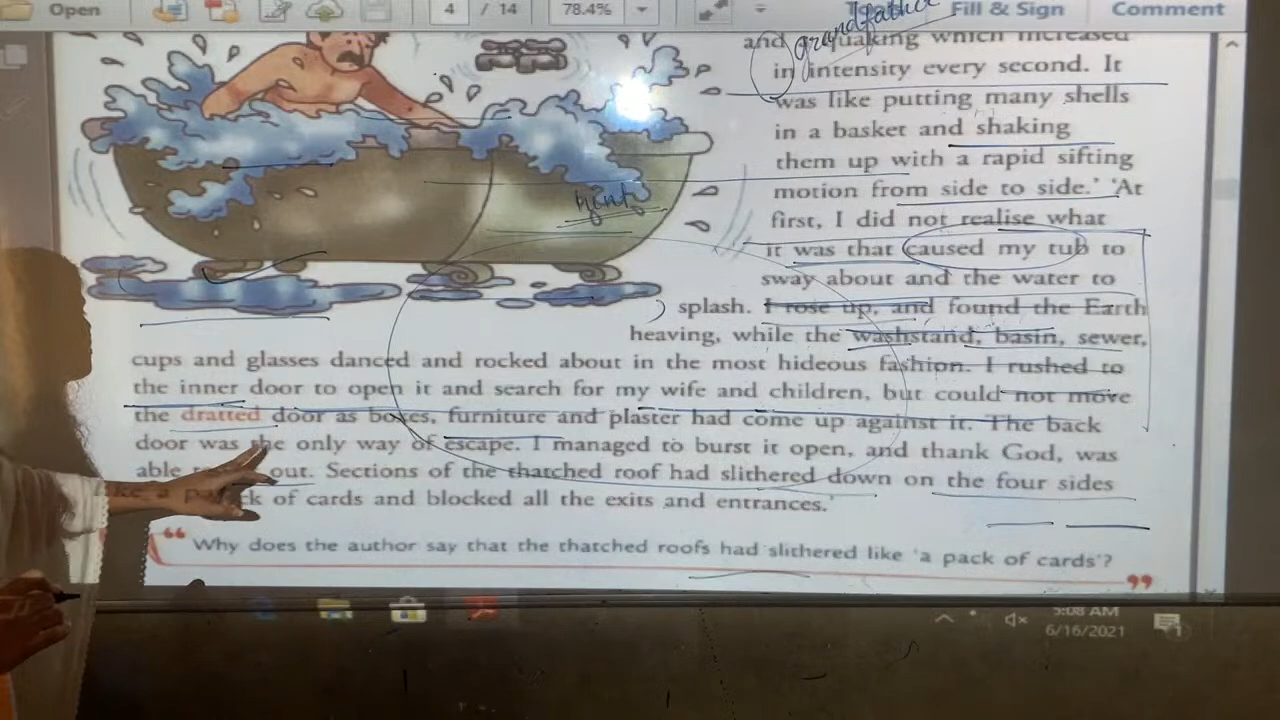 Open 4 / 14 78.4% Fill & Sign Comment
grandfather
and quaking which increased
in intensity every second. It
was like putting many shells
in a basket and shaking
them up with a rapid sifting
motion from side to side.' 'At
first, I did not realise what
it was that caused my tub to
sway about and the water to
splash. I rose up, and found the Earth
heaving, while the washstand, basin, sewer,
cups and glasses danced and rocked about in the most hideous fashion. I rushed to
the inner door to open it and search for my wife and children, but could not move
the dratted door as boxes, furniture and plaster had come up against it. The back
door was the only way of escape. I managed to burst it open, and thank God, was
able out. Sections of the thatched roof had slithered down on the four sides
a of cards and blocked all the exits and entrances.'
“ Why does the author say that the thatched roofs had slithered like 'a pack of cards'? ”
9:08 AM
6/16/2021